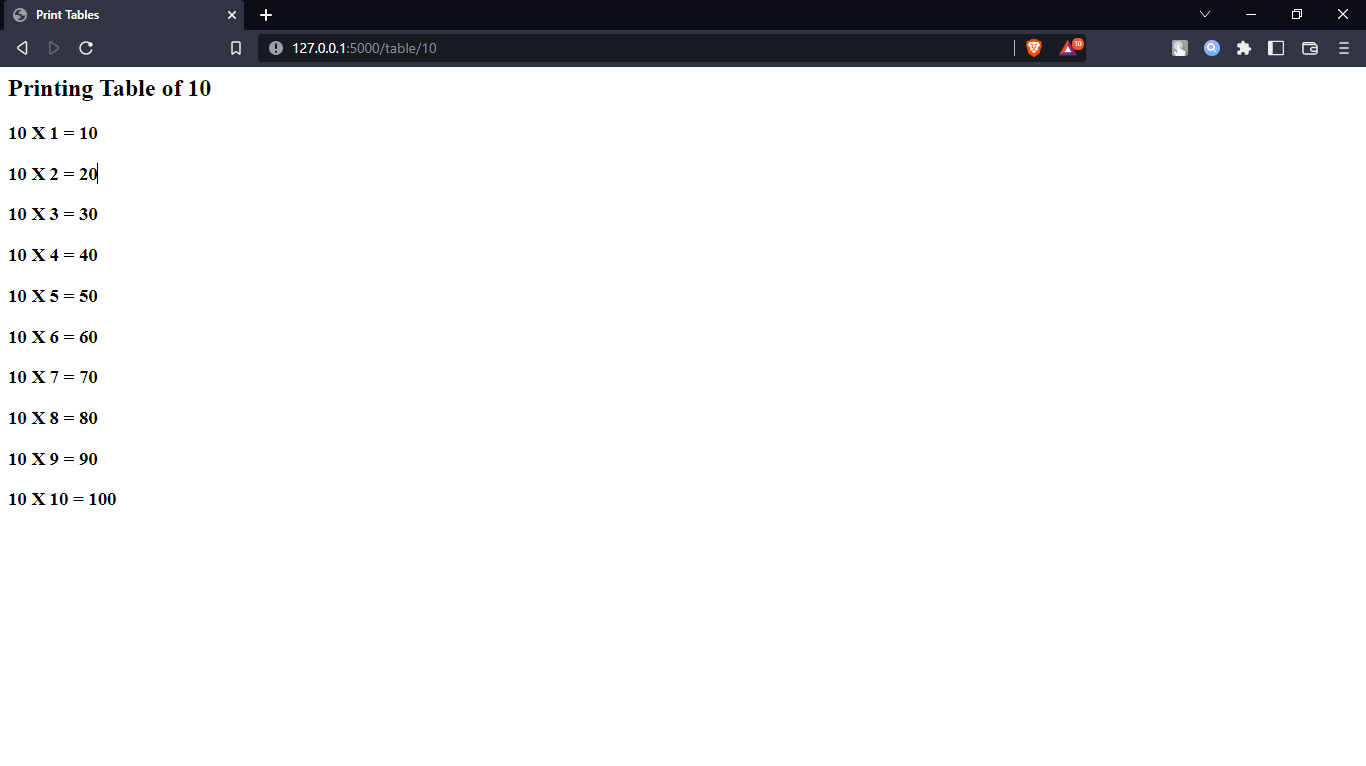 Print Tables
127.0.0.1:5000/table/10
10
Printing Table of 10
10 X 1 = 10
10 X 2 = 20
10 X 3 = 30
10 X 4 = 40
10 X 5 = 50
10 X 6 = 60
10 X 7 = 70
10 X 8 = 80
10 X 9 = 90
10 X 10 = 100